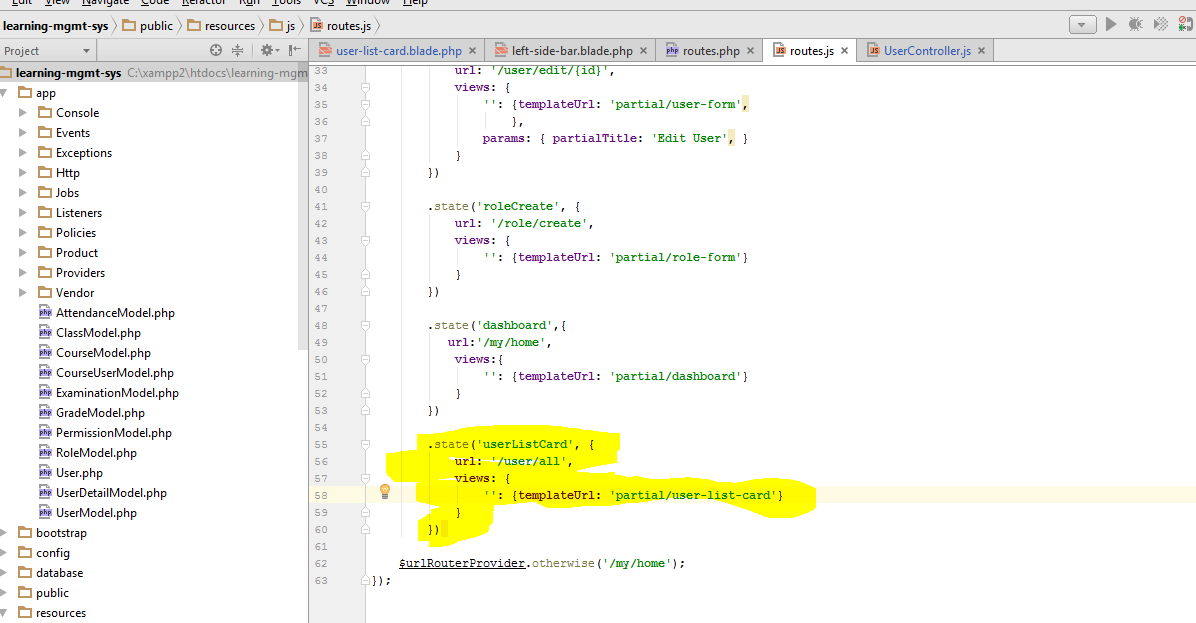 Edit View Navigate Code Refactor Run Tools VCS Window Help
learning-mgmt-sys public resources js routes.js
Project user-list-card.blade.php left-side-bar.blade.php routes.php routes.js UserController.js
learning-mgmt-sys C:\xampp2\htdocs\learning-mgm
app
Console
Events
Exceptions
Http
Jobs
Listeners
Policies
Product
Providers
Vendor
AttendanceModel.php
ClassModel.php
CourseModel.php
CourseUserModel.php
ExaminationModel.php
GradeModel.php
PermissionModel.php
RoleModel.php
User.php
UserDetailModel.php
UserModel.php
bootstrap
config
database
public
resources
33 url: '/user/edit/{id}',
34 views: {
35 '': {templateUrl: 'partial/user-form',
36 },
37 params: { partialTitle: 'Edit User', }
38 }
39 })
40
41 .state('roleCreate', {
42 url: '/role/create',
43 views: {
44 '': {templateUrl: 'partial/role-form'}
45 }
46 })
47
48 .state('dashboard',{
49 url:'/my/home',
50 views:{
51 '': {templateUrl: 'partial/dashboard'}
52 }
53 })
54
55 .state('userListCard', {
56 url: '/user/all',
57 views: {
58 '': {templateUrl: 'partial/user-list-card'}
59 }
60 })
61
62 $urlRouterProvider.otherwise('/my/home');
63 });